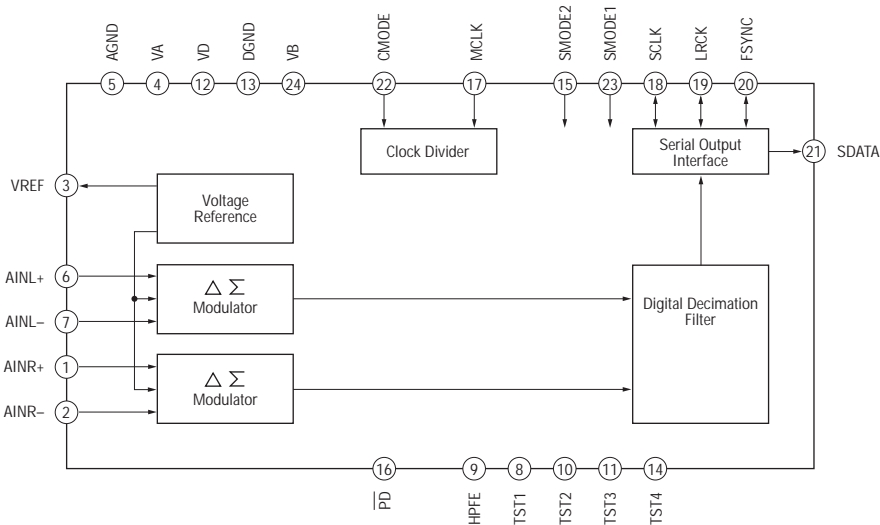 AGND
VA
VD
DGND
VB
CMODE
MCLK
SMODE2
SMODE1
SCLK
LRCK
FSYNC
5
4
12
13
24
22
17
15
23
18
19
20
Clock Divider
Serial Output
Interface
21
SDATA
VREF
3
Voltage
Reference
AINL+
6
Δ Σ
Modulator
AINL–
7
Digital Decimation
Filter
AINR+
1
Δ Σ
Modulator
AINR–
2
16
9
8
10
11
14
P̅D̅
HPFE
TST1
TST2
TST3
TST4